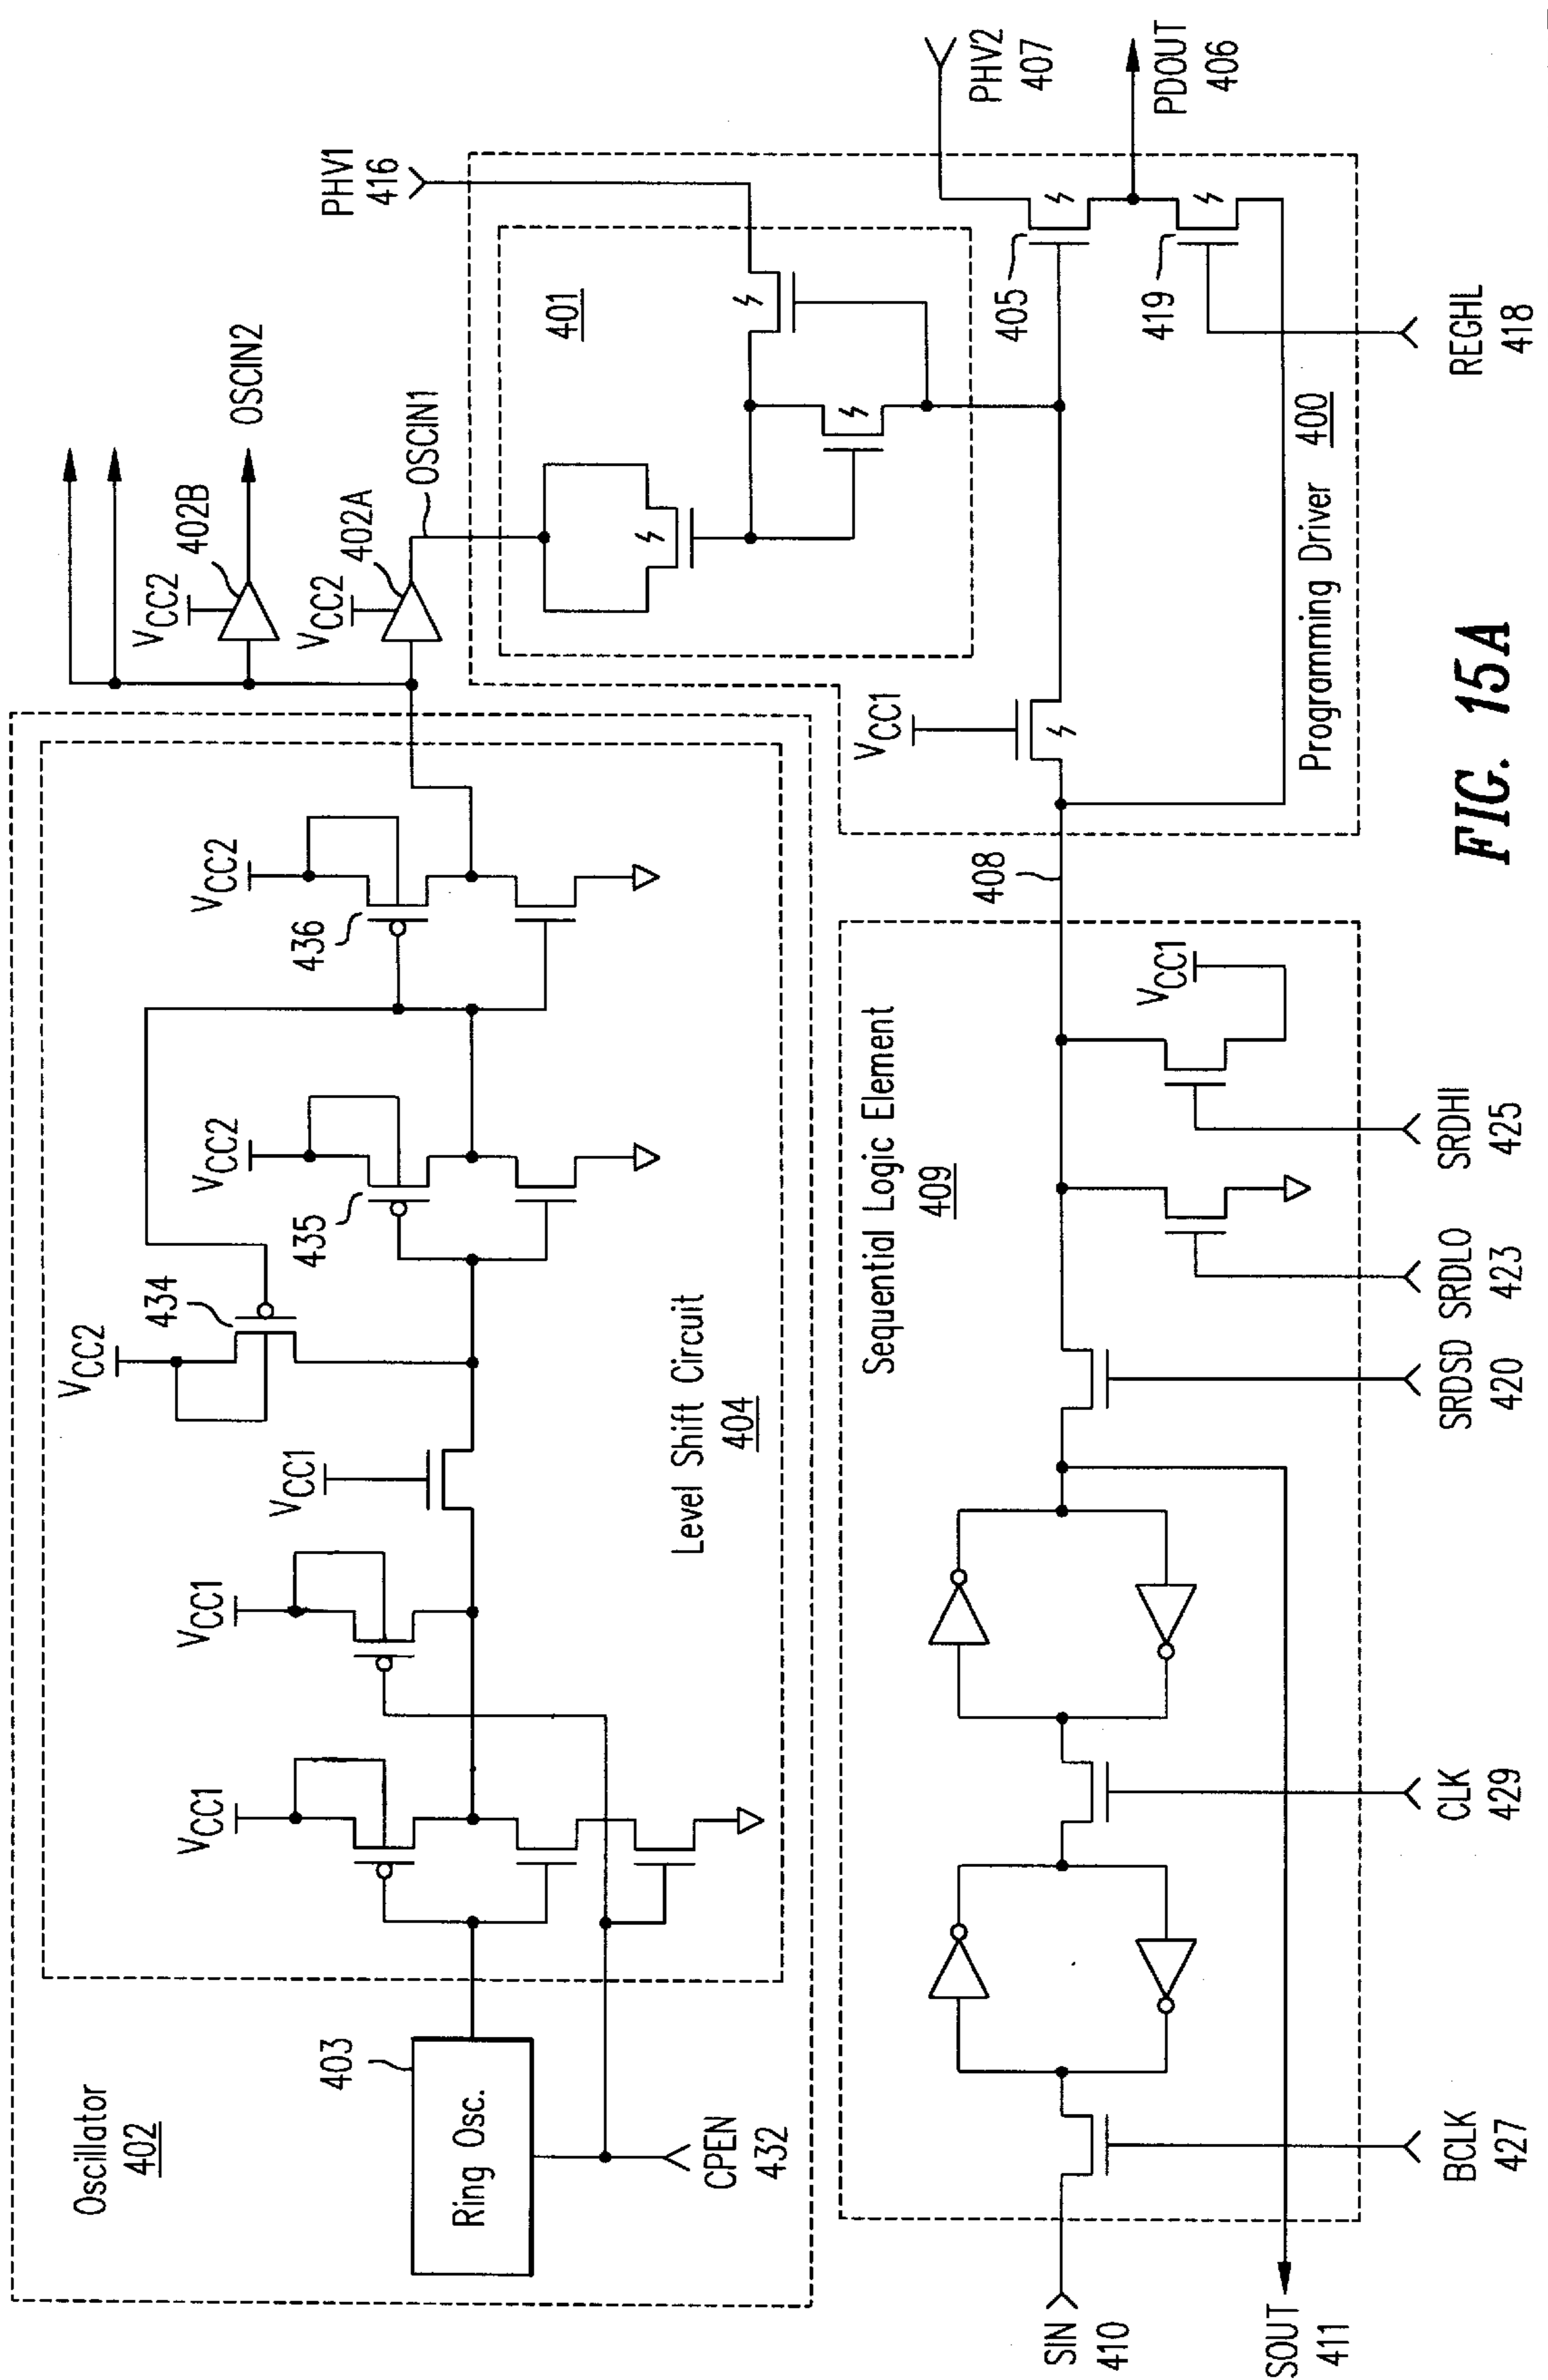 Oscillator
402
403
Ring Osc.
CPEN
432
VCC1
VCC1
VCC1
VCC2
434
VCC2
435
VCC2
436
Level Shift Circuit
404
VCC2
402B
OSCIN2
VCC2
402A
OSCIN1
PHV1
416
401
PHV2
407
PDOUT
406
405
419
REGHL
418
VCC1
Programming Driver
400
408
Sequential Logic Element
409
VCC1
SIN
410
SOUT
411
BCLK
427
CLK
429
SRDSD
420
SRDLO
423
SRDHI
425
FIG. 15A